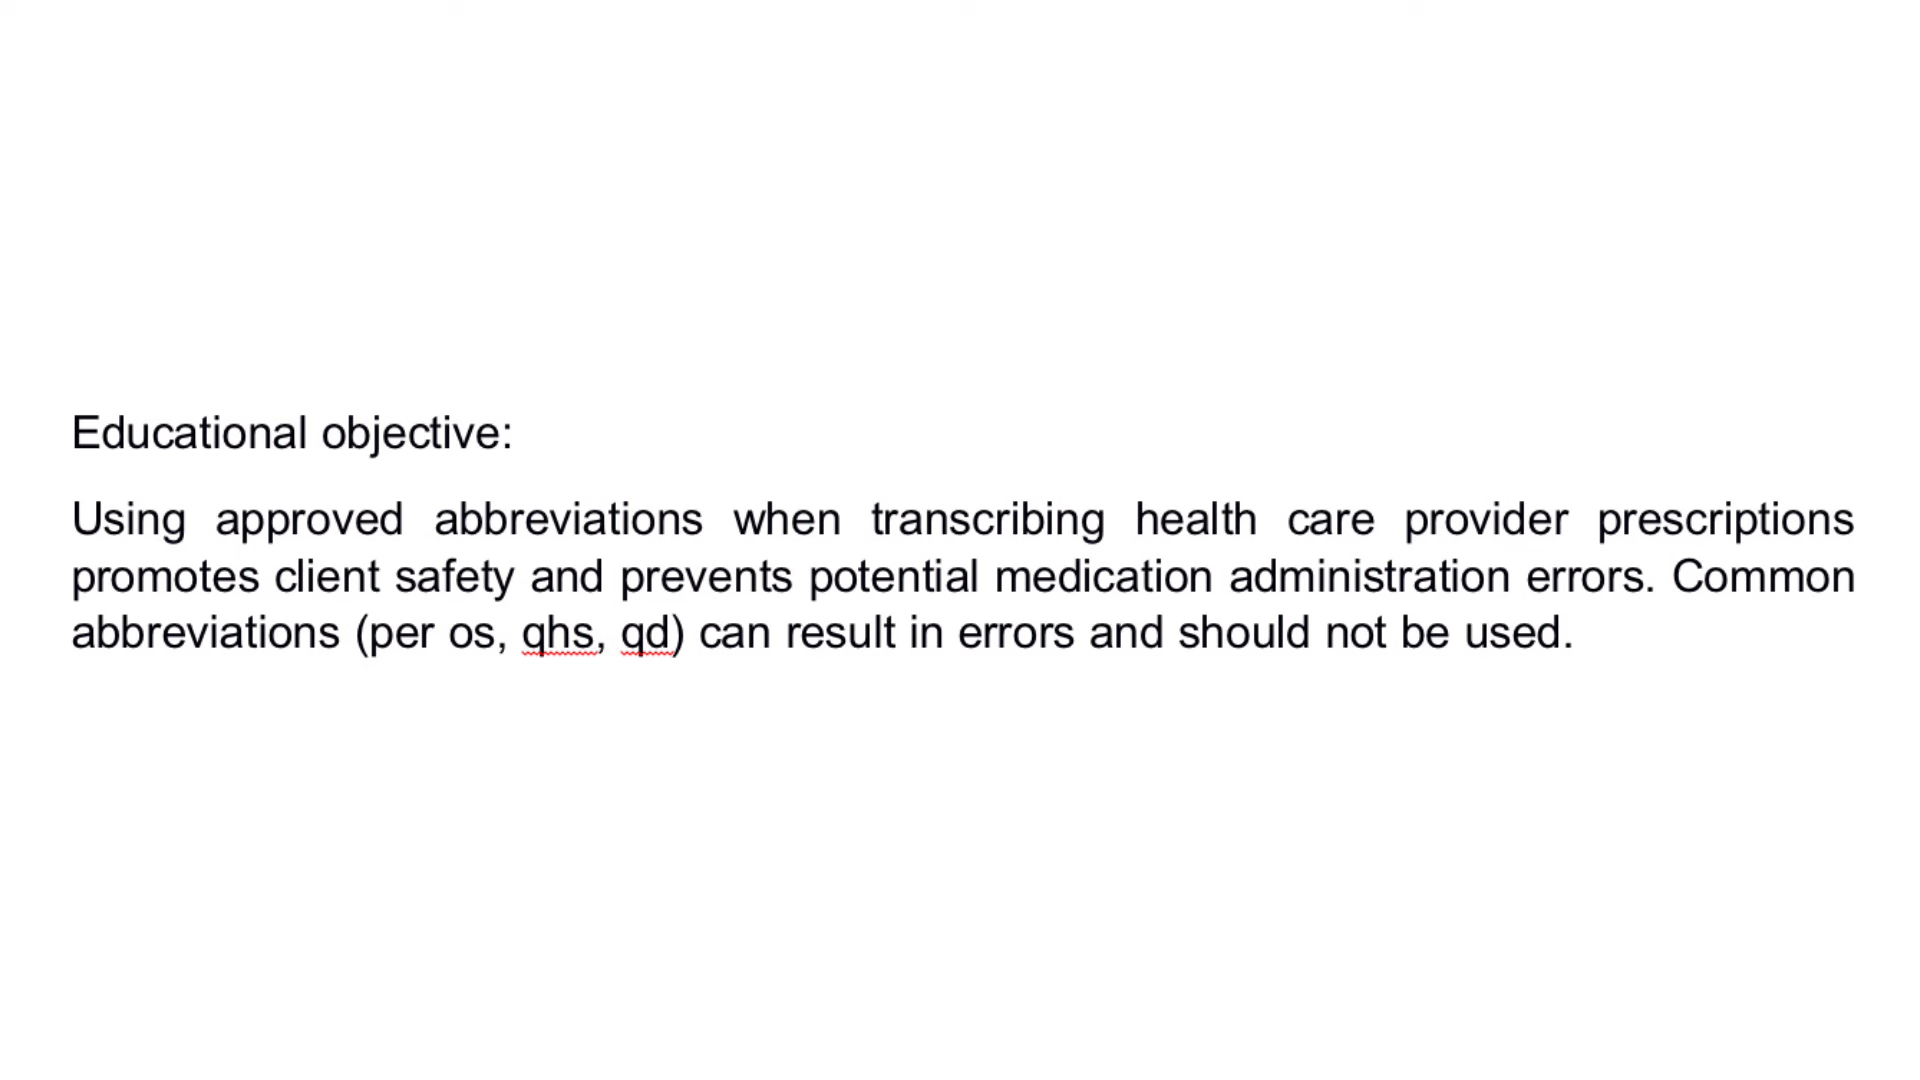 Educational objective:
Using approved abbreviations when transcribing health care provider prescriptions
promotes client safety and prevents potential medication administration errors. Common
abbreviations (per os, qhs, qd) can result in errors and should not be used.